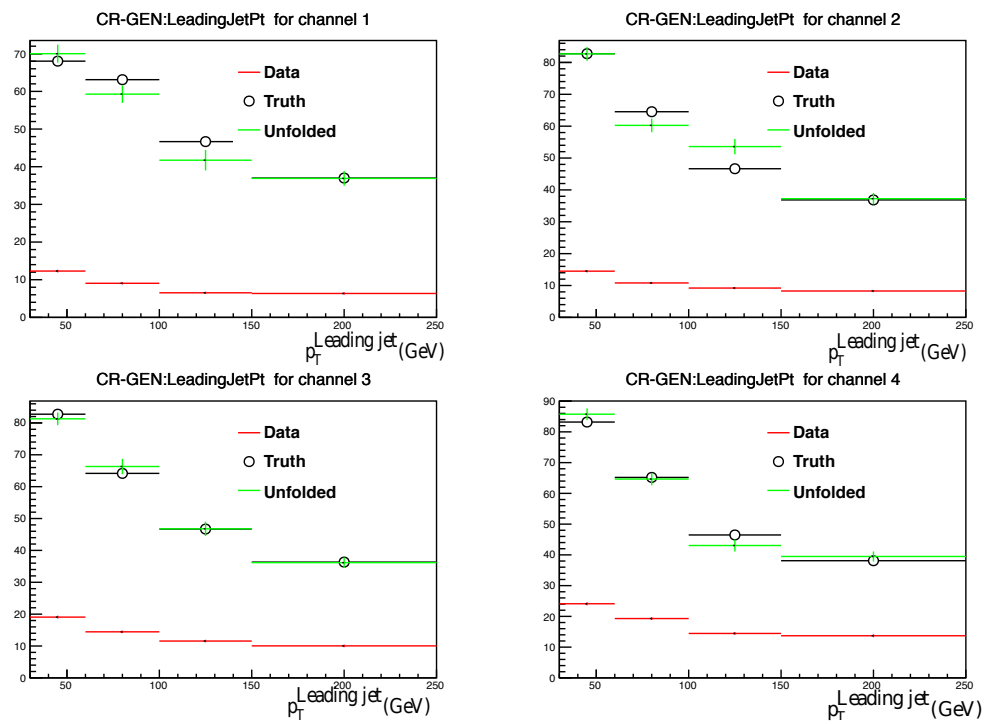 CR-GEN:LeadingJetPt for channel 1
70
60
50
40
30
20
10
0
Data
Truth
Unfolded
50 100 150 200 250
p_T^Leading jet (GeV)
CR-GEN:LeadingJetPt for channel 2
80
70
60
50
40
30
20
10
0
Data
Truth
Unfolded
50 100 150 200 250
p_T^Leading jet (GeV)
CR-GEN:LeadingJetPt for channel 3
80
70
60
50
40
30
20
10
0
Data
Truth
Unfolded
50 100 150 200 250
p_T^Leading jet (GeV)
CR-GEN:LeadingJetPt for channel 4
90
80
70
60
50
40
30
20
10
0
Data
Truth
Unfolded
50 100 150 200 250
p_T^Leading jet (GeV)